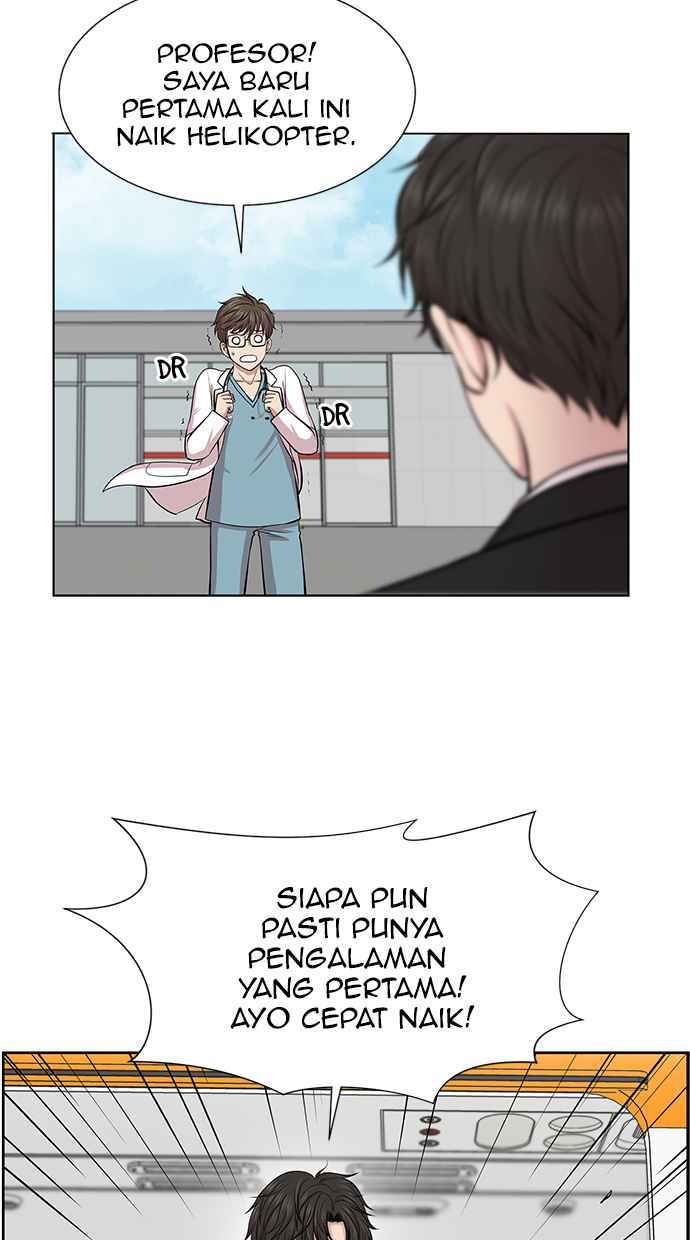 PROFESOR!
SAYA BARU
PERTAMA KALI INI
NAIK HELIKOPTER.
DR
DR
SIAPA PUN
PASTI PUNYA
PENGALAMAN
YANG PERTAMA!
AYO CEPAT NAIK!